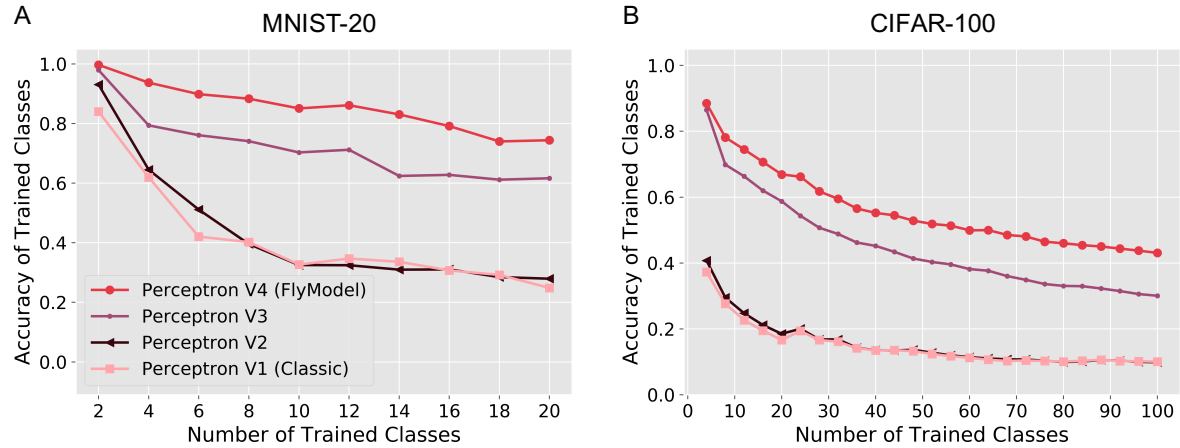 A
MNIST-20
Accuracy of Trained Classes
1.0
0.8
0.6
0.4
0.2
0.0
Perceptron V4 (FlyModel)
Perceptron V3
Perceptron V2
Perceptron V1 (Classic)
2 4 6 8 10 12 14 16 18 20
Number of Trained Classes
B
CIFAR-100
Accuracy of Trained Classes
1.0
0.8
0.6
0.4
0.2
0.0
0 10 20 30 40 50 60 70 80 90 100
Number of Trained Classes